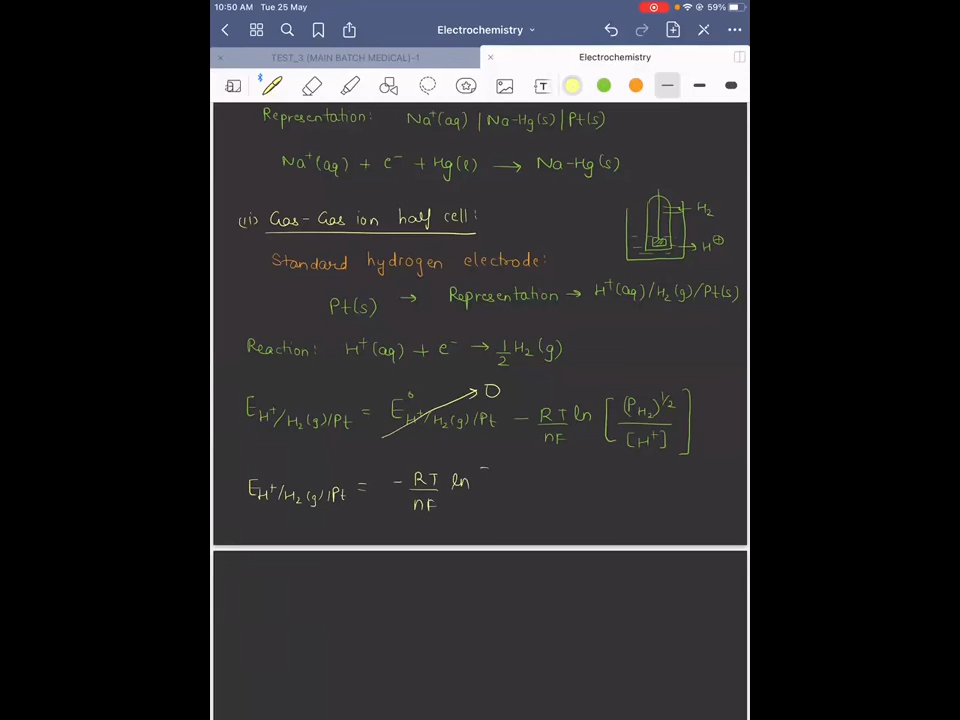 10:50 AM Tue 25 May 59%
Electrochemistry
TEST_3 (MAIN BATCH MEDICAL)-1
Electrochemistry
Representation: Na⁺(aq) | Na-Hg(s) | Pt(s)
Na⁺(aq) + e⁻ + Hg(l) → Na-Hg(s)
(ii) Gas-Gas ion half cell:
H₂
H⊕
Standard hydrogen electrode:
Pt(s) → Representation → H⁺(aq)/H₂(g)/Pt(s)
Reaction: H⁺(aq) + e⁻ → 1/2 H₂(g)
E H⁺/H₂(g)/Pt = E° H⁺/H₂(g)/Pt → 0 - RT/nF ln [(P H₂)^1/2 / [H⁺]]
E H⁺/H₂(g)/Pt = - RT/nF ln